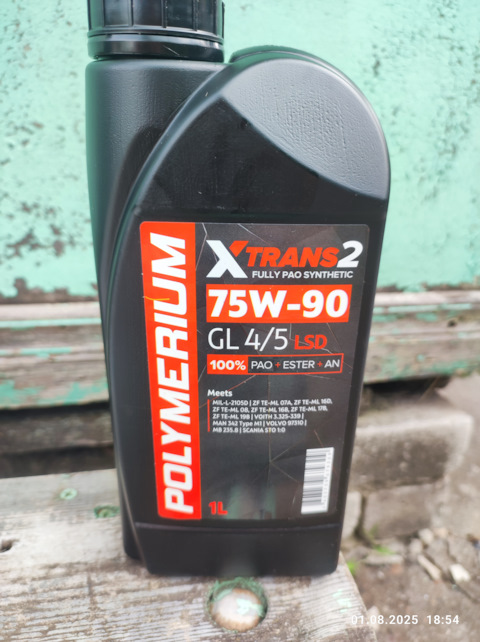 POLYMERIUM
XTRANS2
FULLY PAO SYNTHETIC
75W-90
GL 4/5 LSD
100% PAO + ESTER + AN
Meets
MIL-L-2105D | ZF TE-ML 07A, ZF TE-ML 16D,
ZF TE-ML 08, ZF TE-ML 16B, ZF TE-ML 17B,
ZF TE-ML 19B | VOITH 3.325-339 |
MAN 342 Type M1 | VOLVO 97310 |
MB 235.8 | SCANIA STO 1:0
1L
01.08.2025 18:54